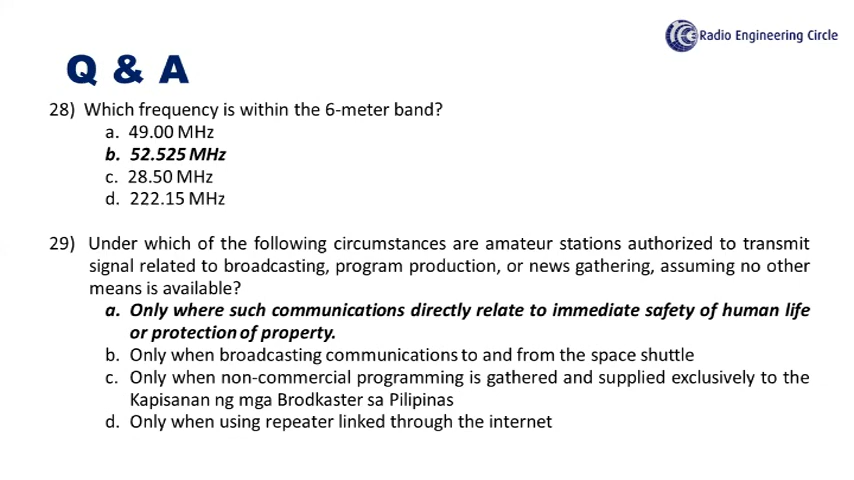 Radio Engineering Circle
Q & A
28) Which frequency is within the 6-meter band?
a. 49.00 MHz
b. 52.525 MHz
c. 28.50 MHz
d. 222.15 MHz
29) Under which of the following circumstances are amateur stations authorized to transmit
signal related to broadcasting, program production, or news gathering, assuming no other
means is available?
a. Only where such communications directly relate to immediate safety of human life
or protection of property.
b. Only when broadcasting communications to and from the space shuttle
c. Only when non-commercial programming is gathered and supplied exclusively to the
Kapisanan ng mga Brodkaster sa Pilipinas
d. Only when using repeater linked through the internet